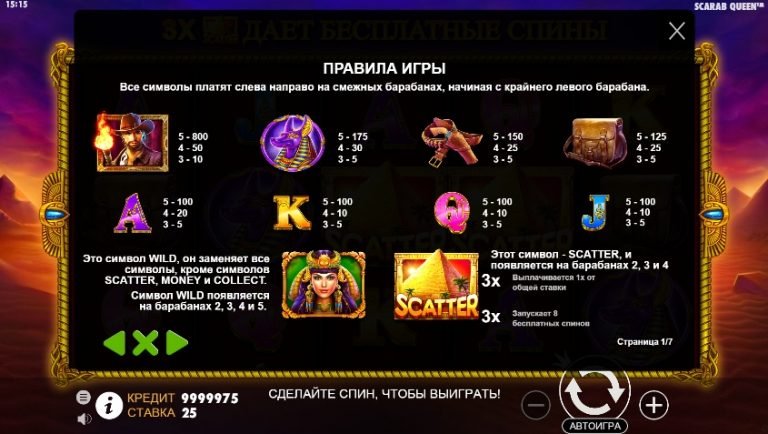 15:15
SCARAB QUEEN™
3X ДАЕТ БЕСПЛАТНЫЕ СПИНЫ
ПРАВИЛА ИГРЫ
Все символы платят слева направо на смежных барабанах, начиная с крайнего левого барабана.
5 - 800
4 - 50
3 - 10
5 - 175
4 - 30
3 - 5
5 - 150
4 - 25
3 - 5
5 - 125
4 - 25
3 - 5
A
5 - 100
4 - 20
3 - 5
K
5 - 100
4 - 10
3 - 5
Q
5 - 100
4 - 10
3 - 5
J
5 - 100
4 - 10
3 - 5
Это символ WILD, он заменяет все
символы, кроме символов
SCATTER, MONEY и COLLECT.
Символ WILD появляется
на барабанах 2, 3, 4 и 5.
SCATTER
Этот символ - SCATTER, и
появляется на барабанах 2, 3 и 4
3x Выплачивается 1x от
общей ставки
3x Запускает 8
бесплатных спинов
Страница 1/7
КРЕДИТ 9999975
СТАВКА 25
СДЕЛАЙТЕ СПИН, ЧТОБЫ ВЫИГРАТЬ!
АВТОИГРА